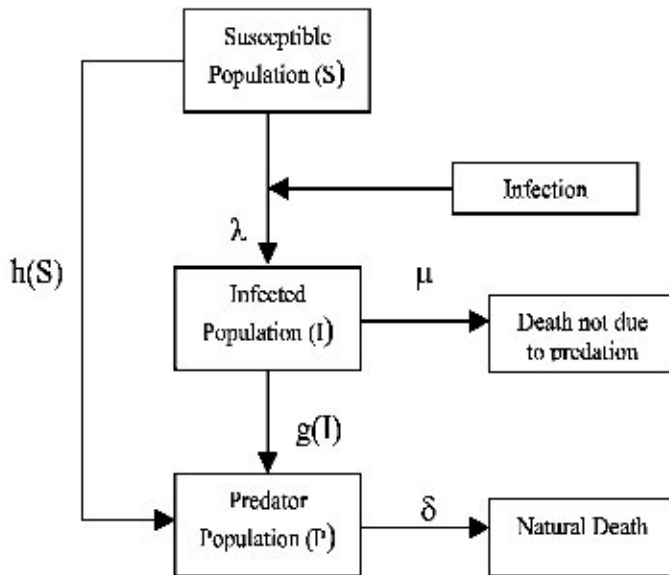 Susceptible
Population (S)
Infection
λ
h(S)
Infected
Population (I)
μ
Death not due
to predation
g(I)
Predator
Population (P)
δ
Natural Death